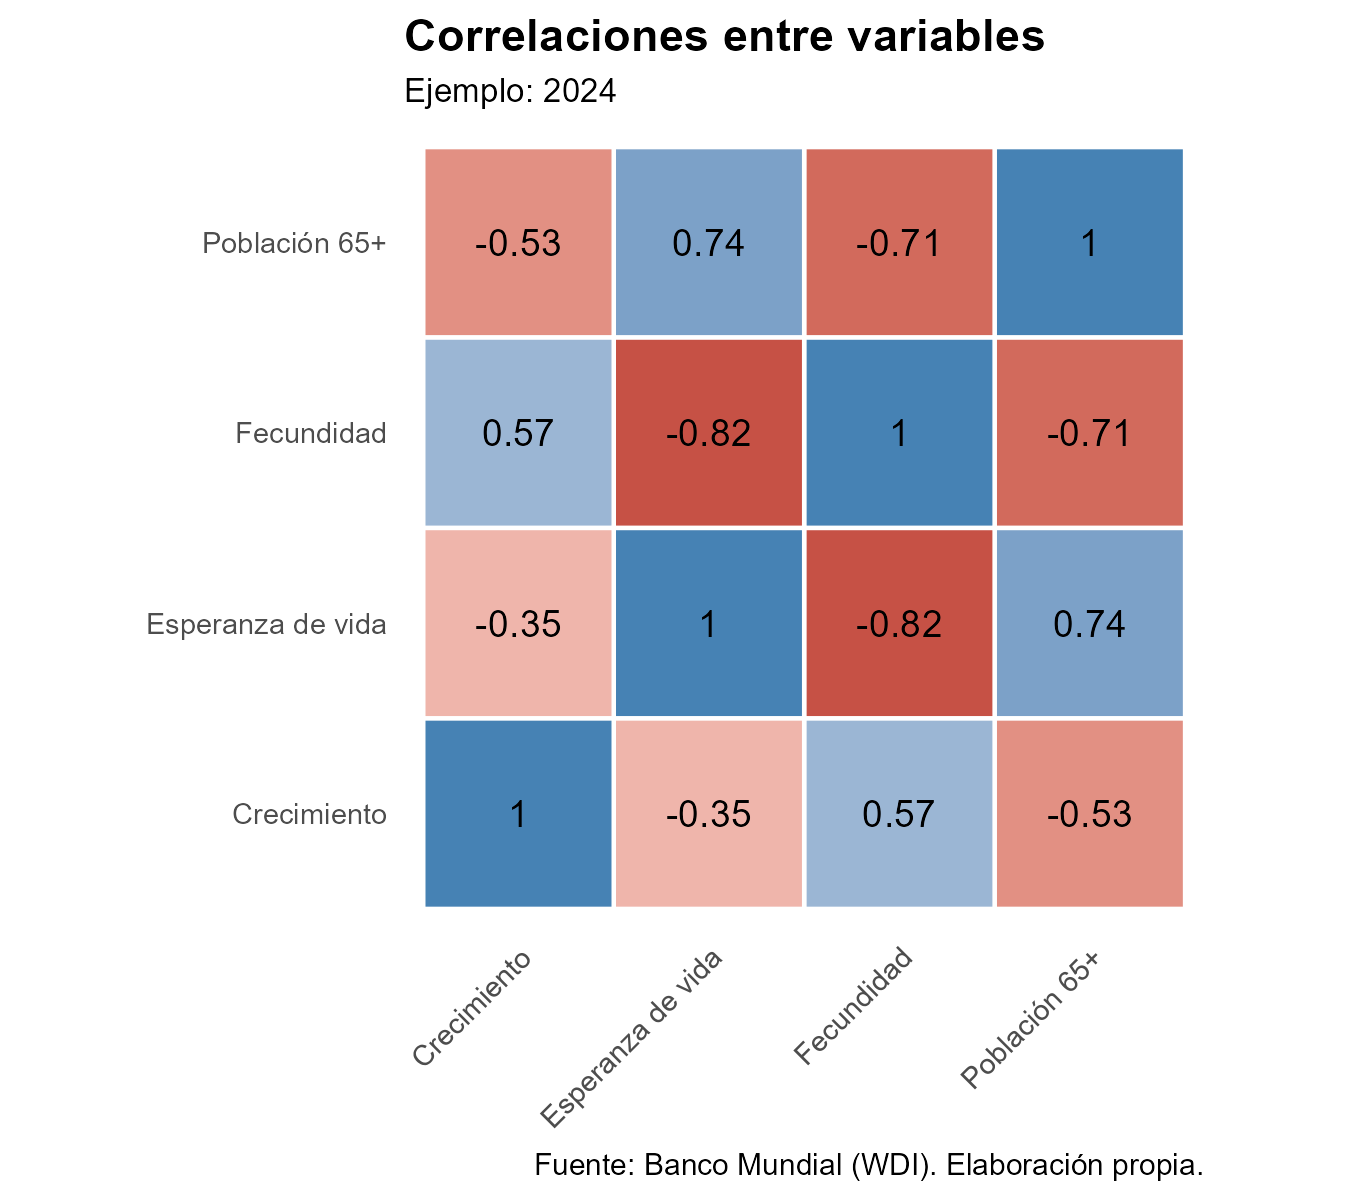 Correlaciones entre variables
Ejemplo: 2024
Población 65+ -0.53 0.74 -0.71 1
Fecundidad 0.57 -0.82 1 -0.71
Esperanza de vida -0.35 1 -0.82 0.74
Crecimiento 1 -0.35 0.57 -0.53
Crecimiento
Esperanza de vida
Fecundidad
Población 65+
Fuente: Banco Mundial (WDI). Elaboración propia.